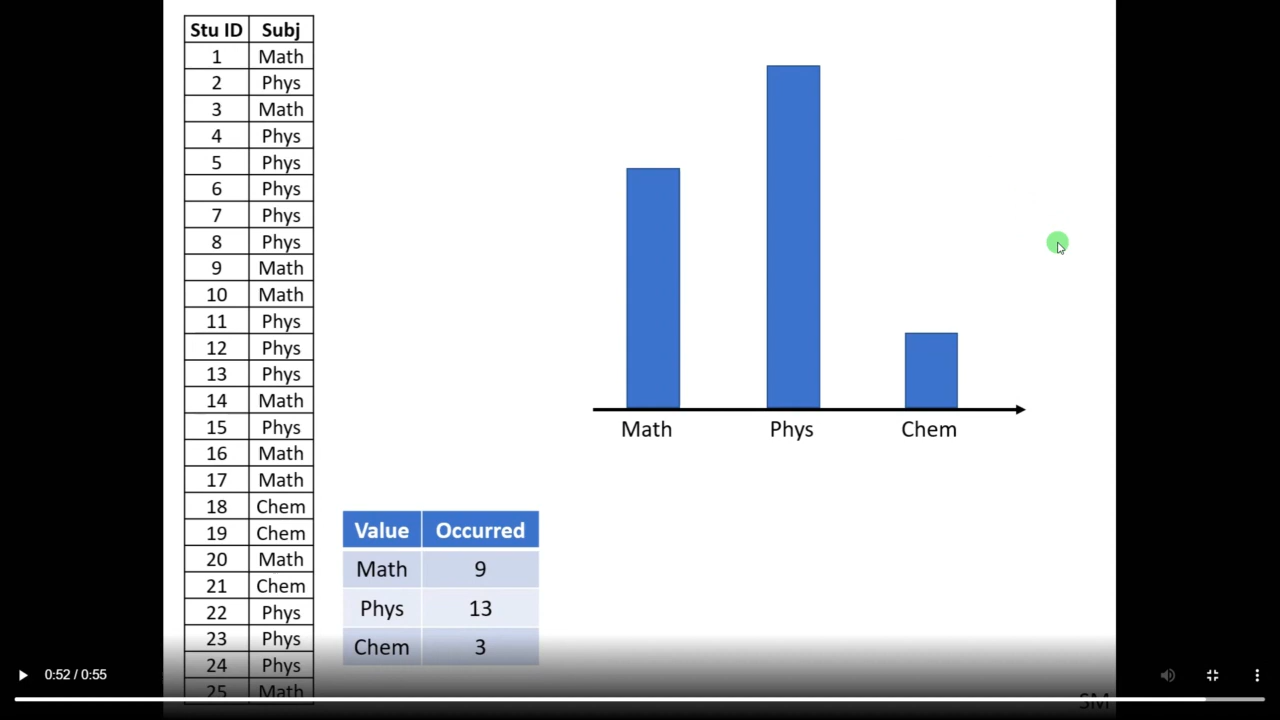 Stu ID Subj
1 Math
2 Phys
3 Math
4 Phys
5 Phys
6 Phys
7 Phys
8 Phys
9 Math
10 Math
11 Phys
12 Phys
13 Phys
14 Math
15 Phys
16 Math
17 Math
18 Chem
19 Chem
20 Math
21 Chem
22 Phys
23 Phys
24 Phys
25 Math
Math Phys Chem
Value Occurred
Math 9
Phys 13
Chem 3
0:52 / 0:55
SM